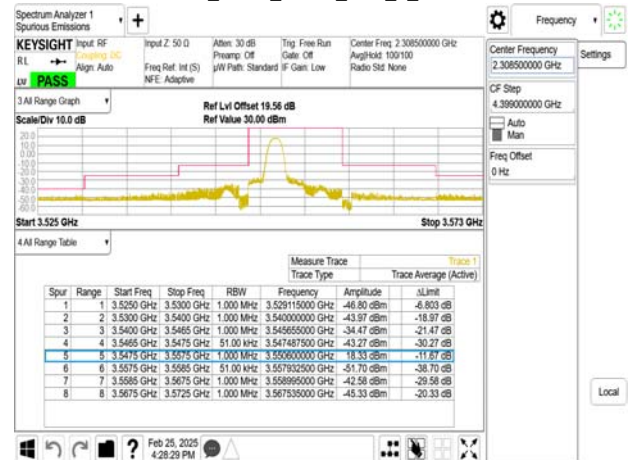 Spectrum Analyzer 1
Spurious Emissions
Frequency
KEYSIGHT
Input: RF
Coupling: DC
Align: Auto
Input Z: 50 Ω
Freq Ref: Int (S)
NFE: Adaptive
Atten: 30 dB
Preamp: Off
µW Path: Standard
Trig: Free Run
Gate: Off
IF Gain: Low
Center Freq: 2.308500000 GHz
Avg|Hold: 100/100
Radio Std: None
RL
PASS
Center Frequency
2.308500000 GHz
Settings
CF Step
4.399000000 GHz
Auto
Man
Freq Offset
0 Hz
3 All Range Graph
Scale/Div 10.0 dB
Ref Lvl Offset 19.56 dB
Ref Value 30.00 dBm
20.0
10.0
0.00
-10.0
-20.0
-30.0
-40.0
-50.0
-60.0
Start 3.525 GHz
Stop 3.573 GHz
4 All Range Table
Measure Trace Trace 1
Trace Type Trace Average (Active)
Spur Range Start Freq Stop Freq RBW Frequency Amplitude ΔLimit
1 1 3.5250 GHz 3.5300 GHz 1.000 MHz 3.529115000 GHz -46.80 dBm -6.803 dB
2 2 3.5300 GHz 3.5400 GHz 1.000 MHz 3.540000000 GHz -43.97 dBm -18.97 dB
3 3 3.5400 GHz 3.5465 GHz 1.000 MHz 3.545655000 GHz -34.47 dBm -21.47 dB
4 4 3.5465 GHz 3.5475 GHz 51.00 kHz 3.547487500 GHz -43.27 dBm -30.27 dB
5 5 3.5475 GHz 3.5575 GHz 1.000 MHz 3.550600000 GHz 18.33 dBm -11.67 dB
6 6 3.5575 GHz 3.5585 GHz 51.00 kHz 3.557932500 GHz -51.70 dBm -38.70 dB
7 7 3.5585 GHz 3.5675 GHz 1.000 MHz 3.558995000 GHz -42.58 dBm -29.58 dB
8 8 3.5675 GHz 3.5725 GHz 1.000 MHz 3.567535000 GHz -45.33 dBm -20.33 dB
Local
Feb 25, 2025
4:28:29 PM